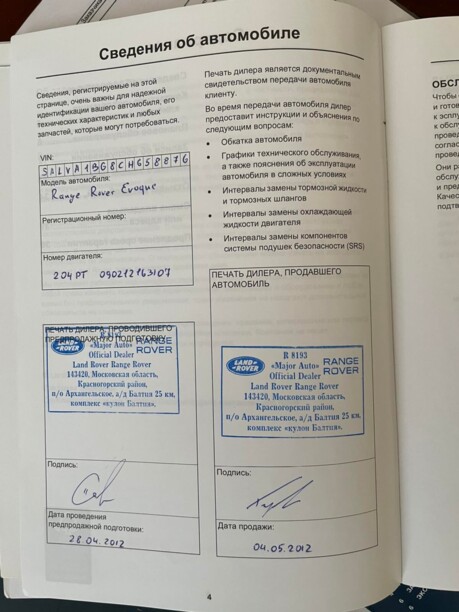 Сведения об автомобиле
Сведения, регистрируемые на этой
странице, очень важны для надежной
идентификации вашего автомобиля, его
технических характеристик и любых
запчастей, которые могут потребоваться.
VIN:
SALVA1BG8CH658876
Модель автомобиля:
Range Rover Evoque
Регистрационный номер:
Номер двигателя:
204PT 090212163107
Печать дилера является документальным
свидетельством передачи автомобиля
клиенту.
Во время передачи автомобиля дилер
предоставит инструкции и объяснения по
следующим вопросам:
• Обкатка автомобиля
• Графики технического обслуживания,
а также пояснения об эксплуатации
автомобиля в сложных условиях
• Интервалы замены тормозной жидкости
и тормозных шлангов
• Интервалы замены охлаждающей
жидкости двигателя
• Интервалы замены компонентов
системы подушек безопасности (SRS)
ПЕЧАТЬ ДИЛЕРА, ПРОВОДИВШЕГО
ПРЕДПРОДАЖНУЮ ПОДГОТОВКУ
R 8193
LAND-ROVER «Major Auto» RANGE ROVER
Official Dealer
Land Rover Range Rover
143420, Московская область,
Красногорский район,
п/о Архангельское, а/д Балтия 25 км,
комплекс «кулон Балтия».
Подпись:
Дата проведения
предпродажной подготовки:
28.04.2012
ПЕЧАТЬ ДИЛЕРА, ПРОДАВШЕГО
АВТОМОБИЛЬ
R 8193
LAND-ROVER «Major Auto» RANGE ROVER
Official Dealer
Land Rover Range Rover
143420, Московская область,
Красногорский район,
п/о Архангельское, а/д Балтия 25 км,
комплекс «кулон Балтия».
Подпись:
Дата продажи:
04.05.2012
4
Чтобы